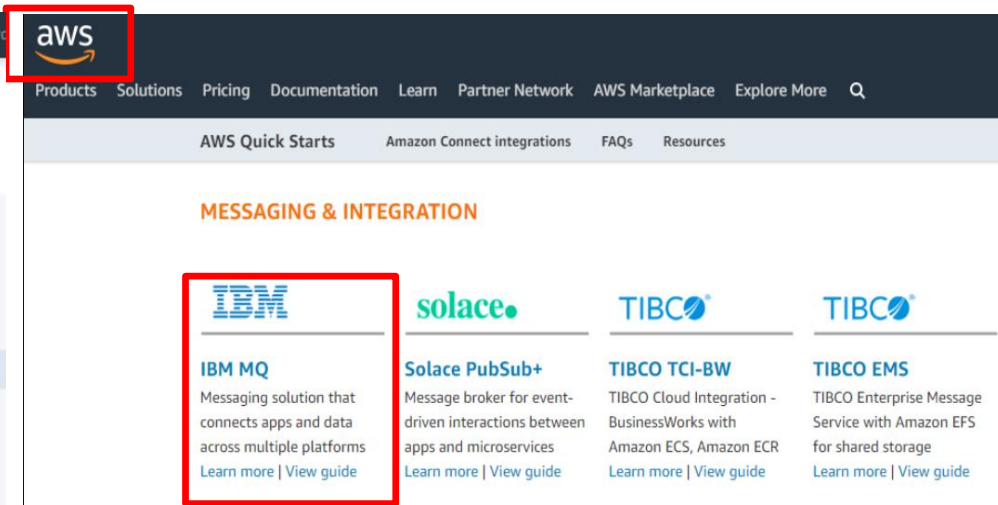 aws
Products Solutions Pricing Documentation Learn Partner Network AWS Marketplace Explore More
AWS Quick Starts Amazon Connect integrations FAQs Resources
MESSAGING & INTEGRATION
IBM
IBM MQ
Messaging solution that
connects apps and data
across multiple platforms
Learn more | View guide
solace
Solace PubSub+
Message broker for event-
driven interactions between
apps and microservices
Learn more | View guide
TIBCO®
TIBCO TCI-BW
TIBCO Cloud Integration -
BusinessWorks with
Amazon ECS, Amazon ECR
Learn more | View guide
TIBCO®
TIBCO EMS
TIBCO Enterprise Message
Service with Amazon EFS
for shared storage
Learn more | View guide